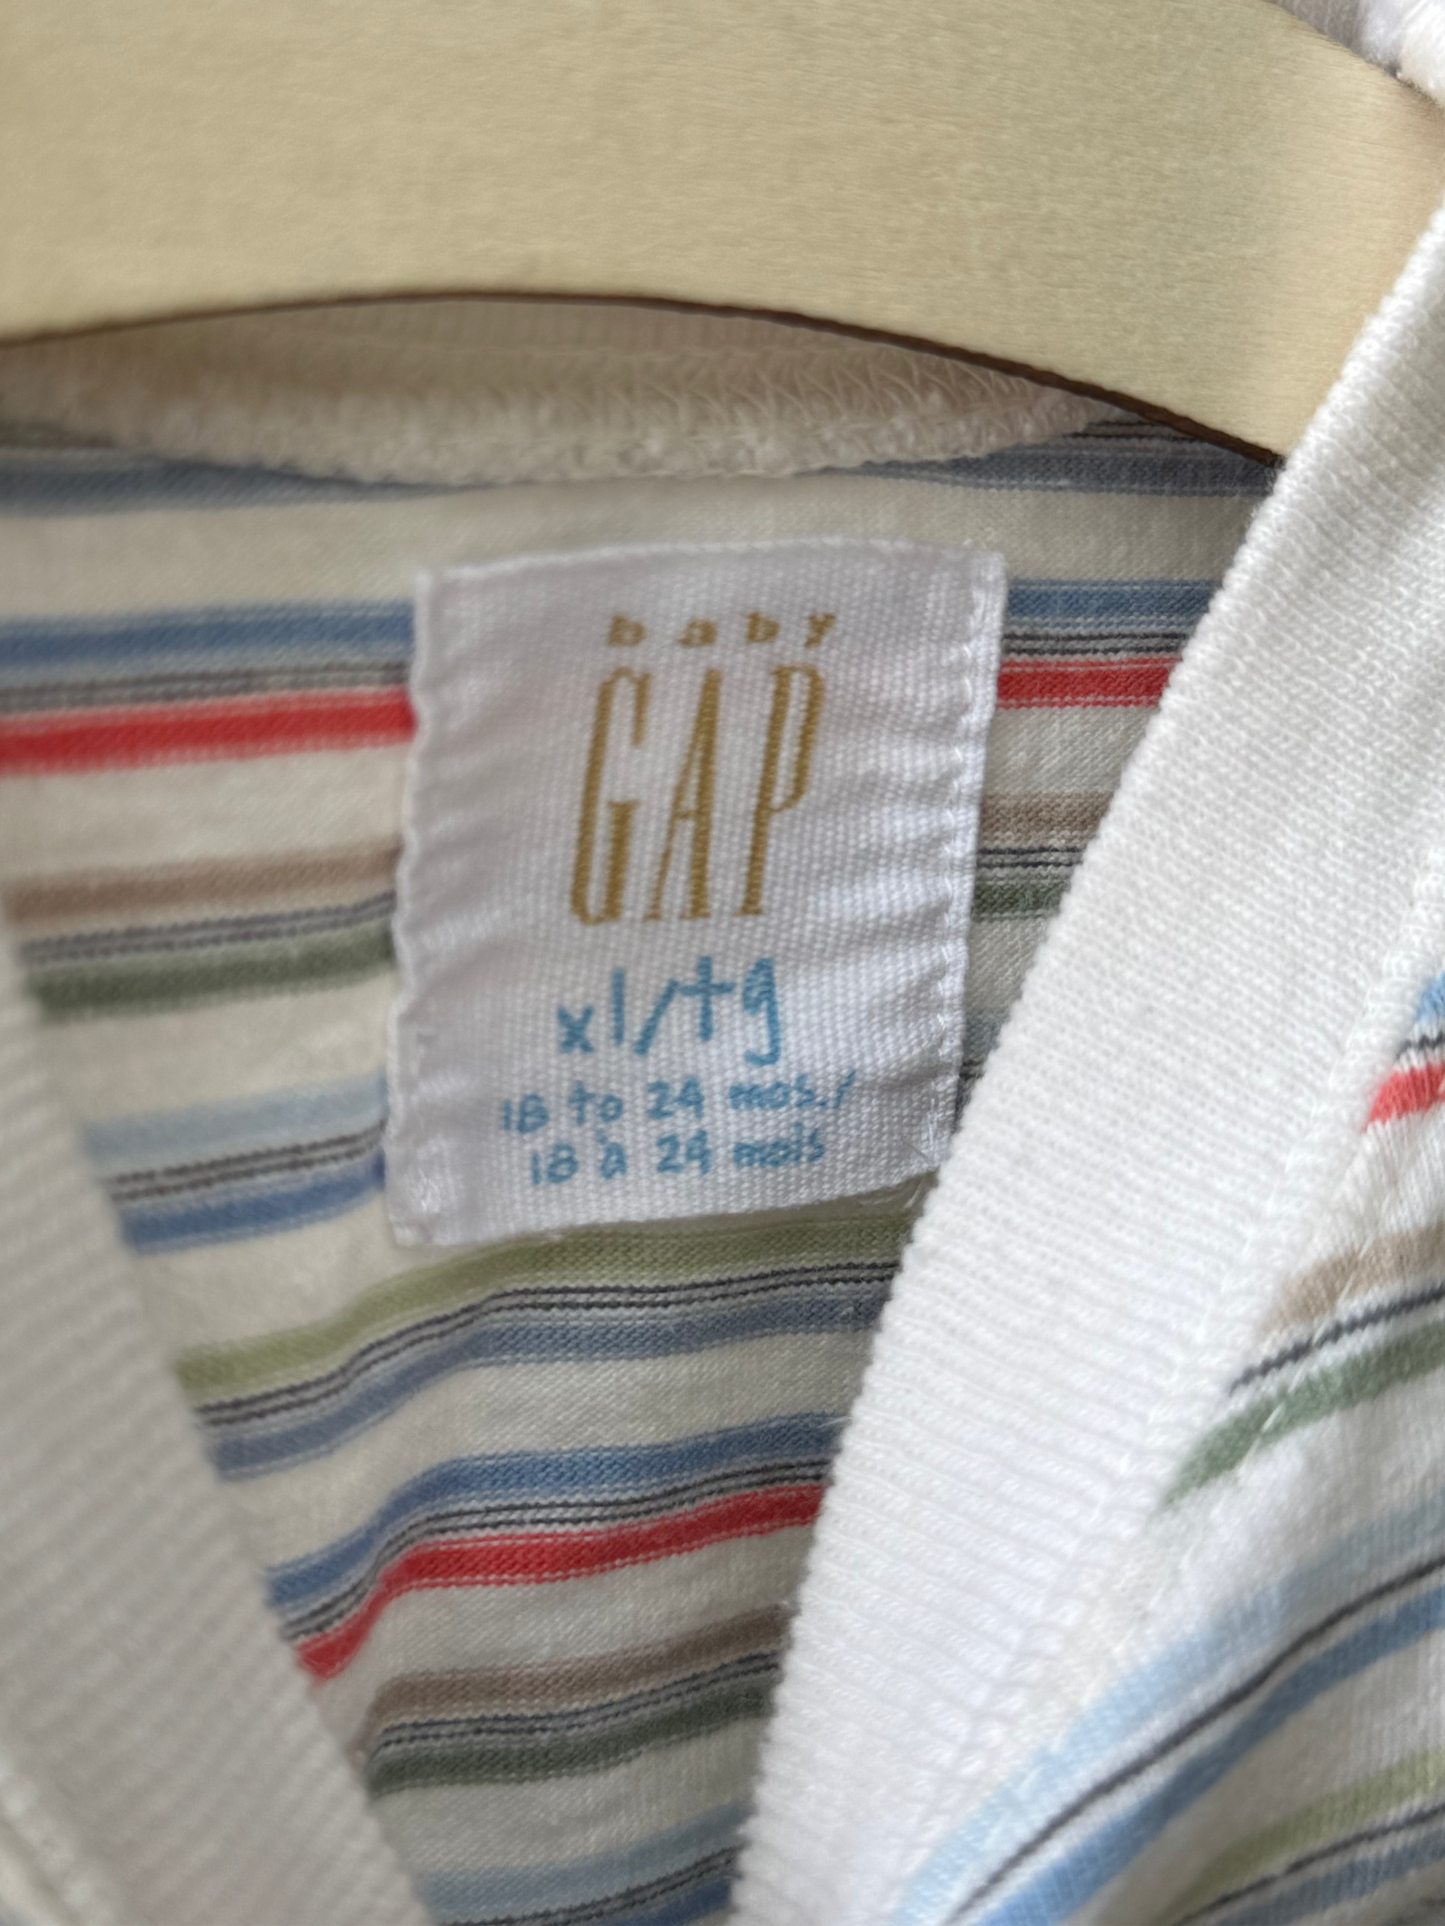 baby
GAP
xl/tg
18 to 24 mos./
18 à 24 mois